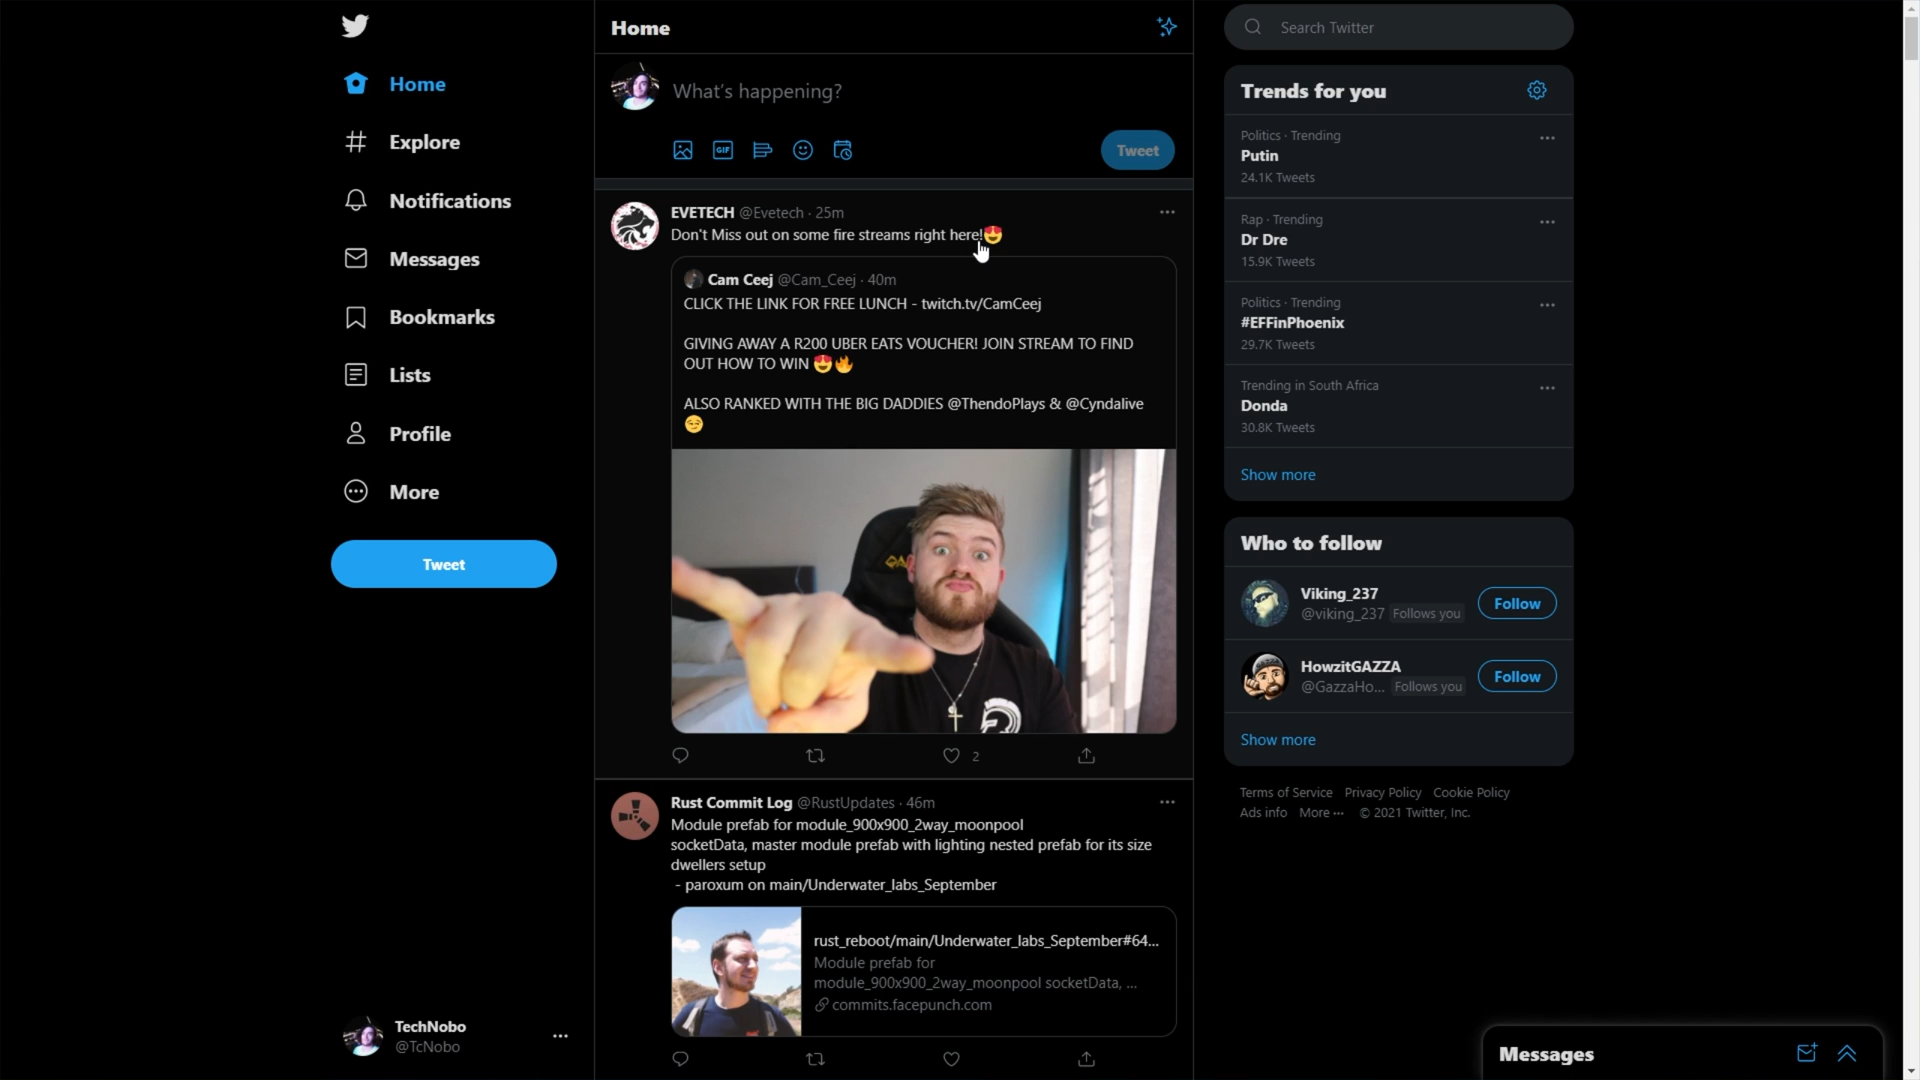 Home
Explore
Notifications
Messages
Bookmarks
Lists
Profile
More
Tweet
TechNobo
@TcNobo
Home
What's happening?
GIF
Tweet
EVETECH @Evetech · 25m
Don't Miss out on some fire streams right here!😍
Cam Ceej @Cam_Ceej · 40m
CLICK THE LINK FOR FREE LUNCH - twitch.tv/CamCeej
GIVING AWAY A R200 UBER EATS VOUCHER! JOIN STREAM TO FIND
OUT HOW TO WIN 😍🔥
ALSO RANKED WITH THE BIG DADDIES @ThendoPlays & @Cyndalive
😏
2
Rust Commit Log @RustUpdates · 46m
Module prefab for module_900x900_2way_moonpool
socketData, master module prefab with lighting nested prefab for its size
dwellers setup
- paroxum on main/Underwater_labs_September
rust_reboot/main/Underwater_labs_September#64...
Module prefab for
module_900x900_2way_moonpool socketData, ...
commits.facepunch.com
Search Twitter
Trends for you
Politics · Trending
Putin
24.1K Tweets
Rap · Trending
Dr Dre
15.9K Tweets
Politics · Trending
#EFFinPhoenix
29.7K Tweets
Trending in South Africa
Donda
30.8K Tweets
Show more
Who to follow
Viking_237
@viking_237 Follows you
Follow
HowzitGAZZA
@GazzaHo... Follows you
Follow
Show more
Terms of Service Privacy Policy Cookie Policy
Ads info More ··· © 2021 Twitter, Inc.
Messages